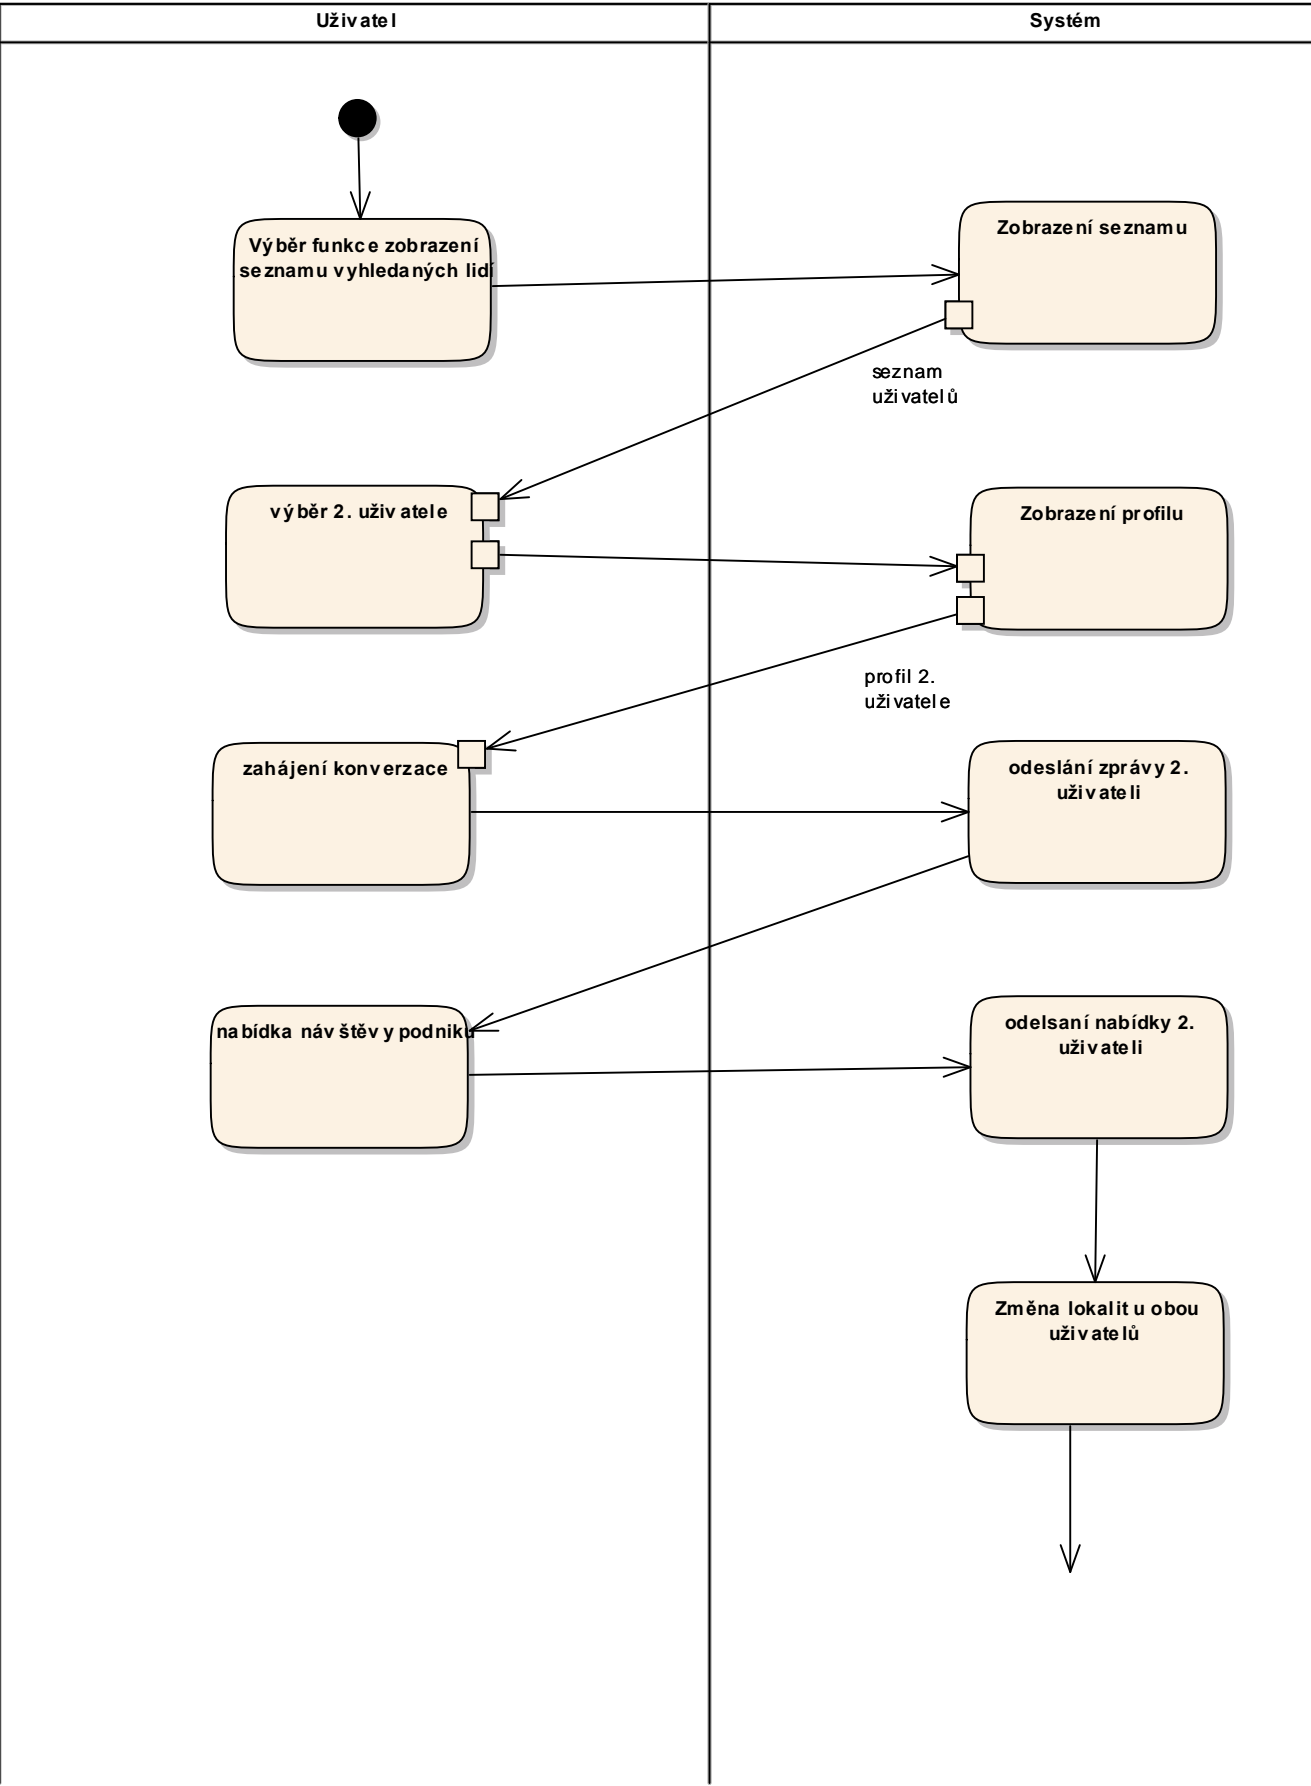 Uživatel
Systém
Výběr funkce zobrazení
seznamu vyhledaných lidí
Zobrazení seznamu
seznam
uživatelů
výběr 2. uživatele
Zobrazení profilu
profil 2.
uživatele
zahájení konverzace
odeslání zprávy 2.
uživateli
nabídka návštěvy podniku
odelsaní nabídky 2.
uživateli
Změna lokalit u obou
uživatelů